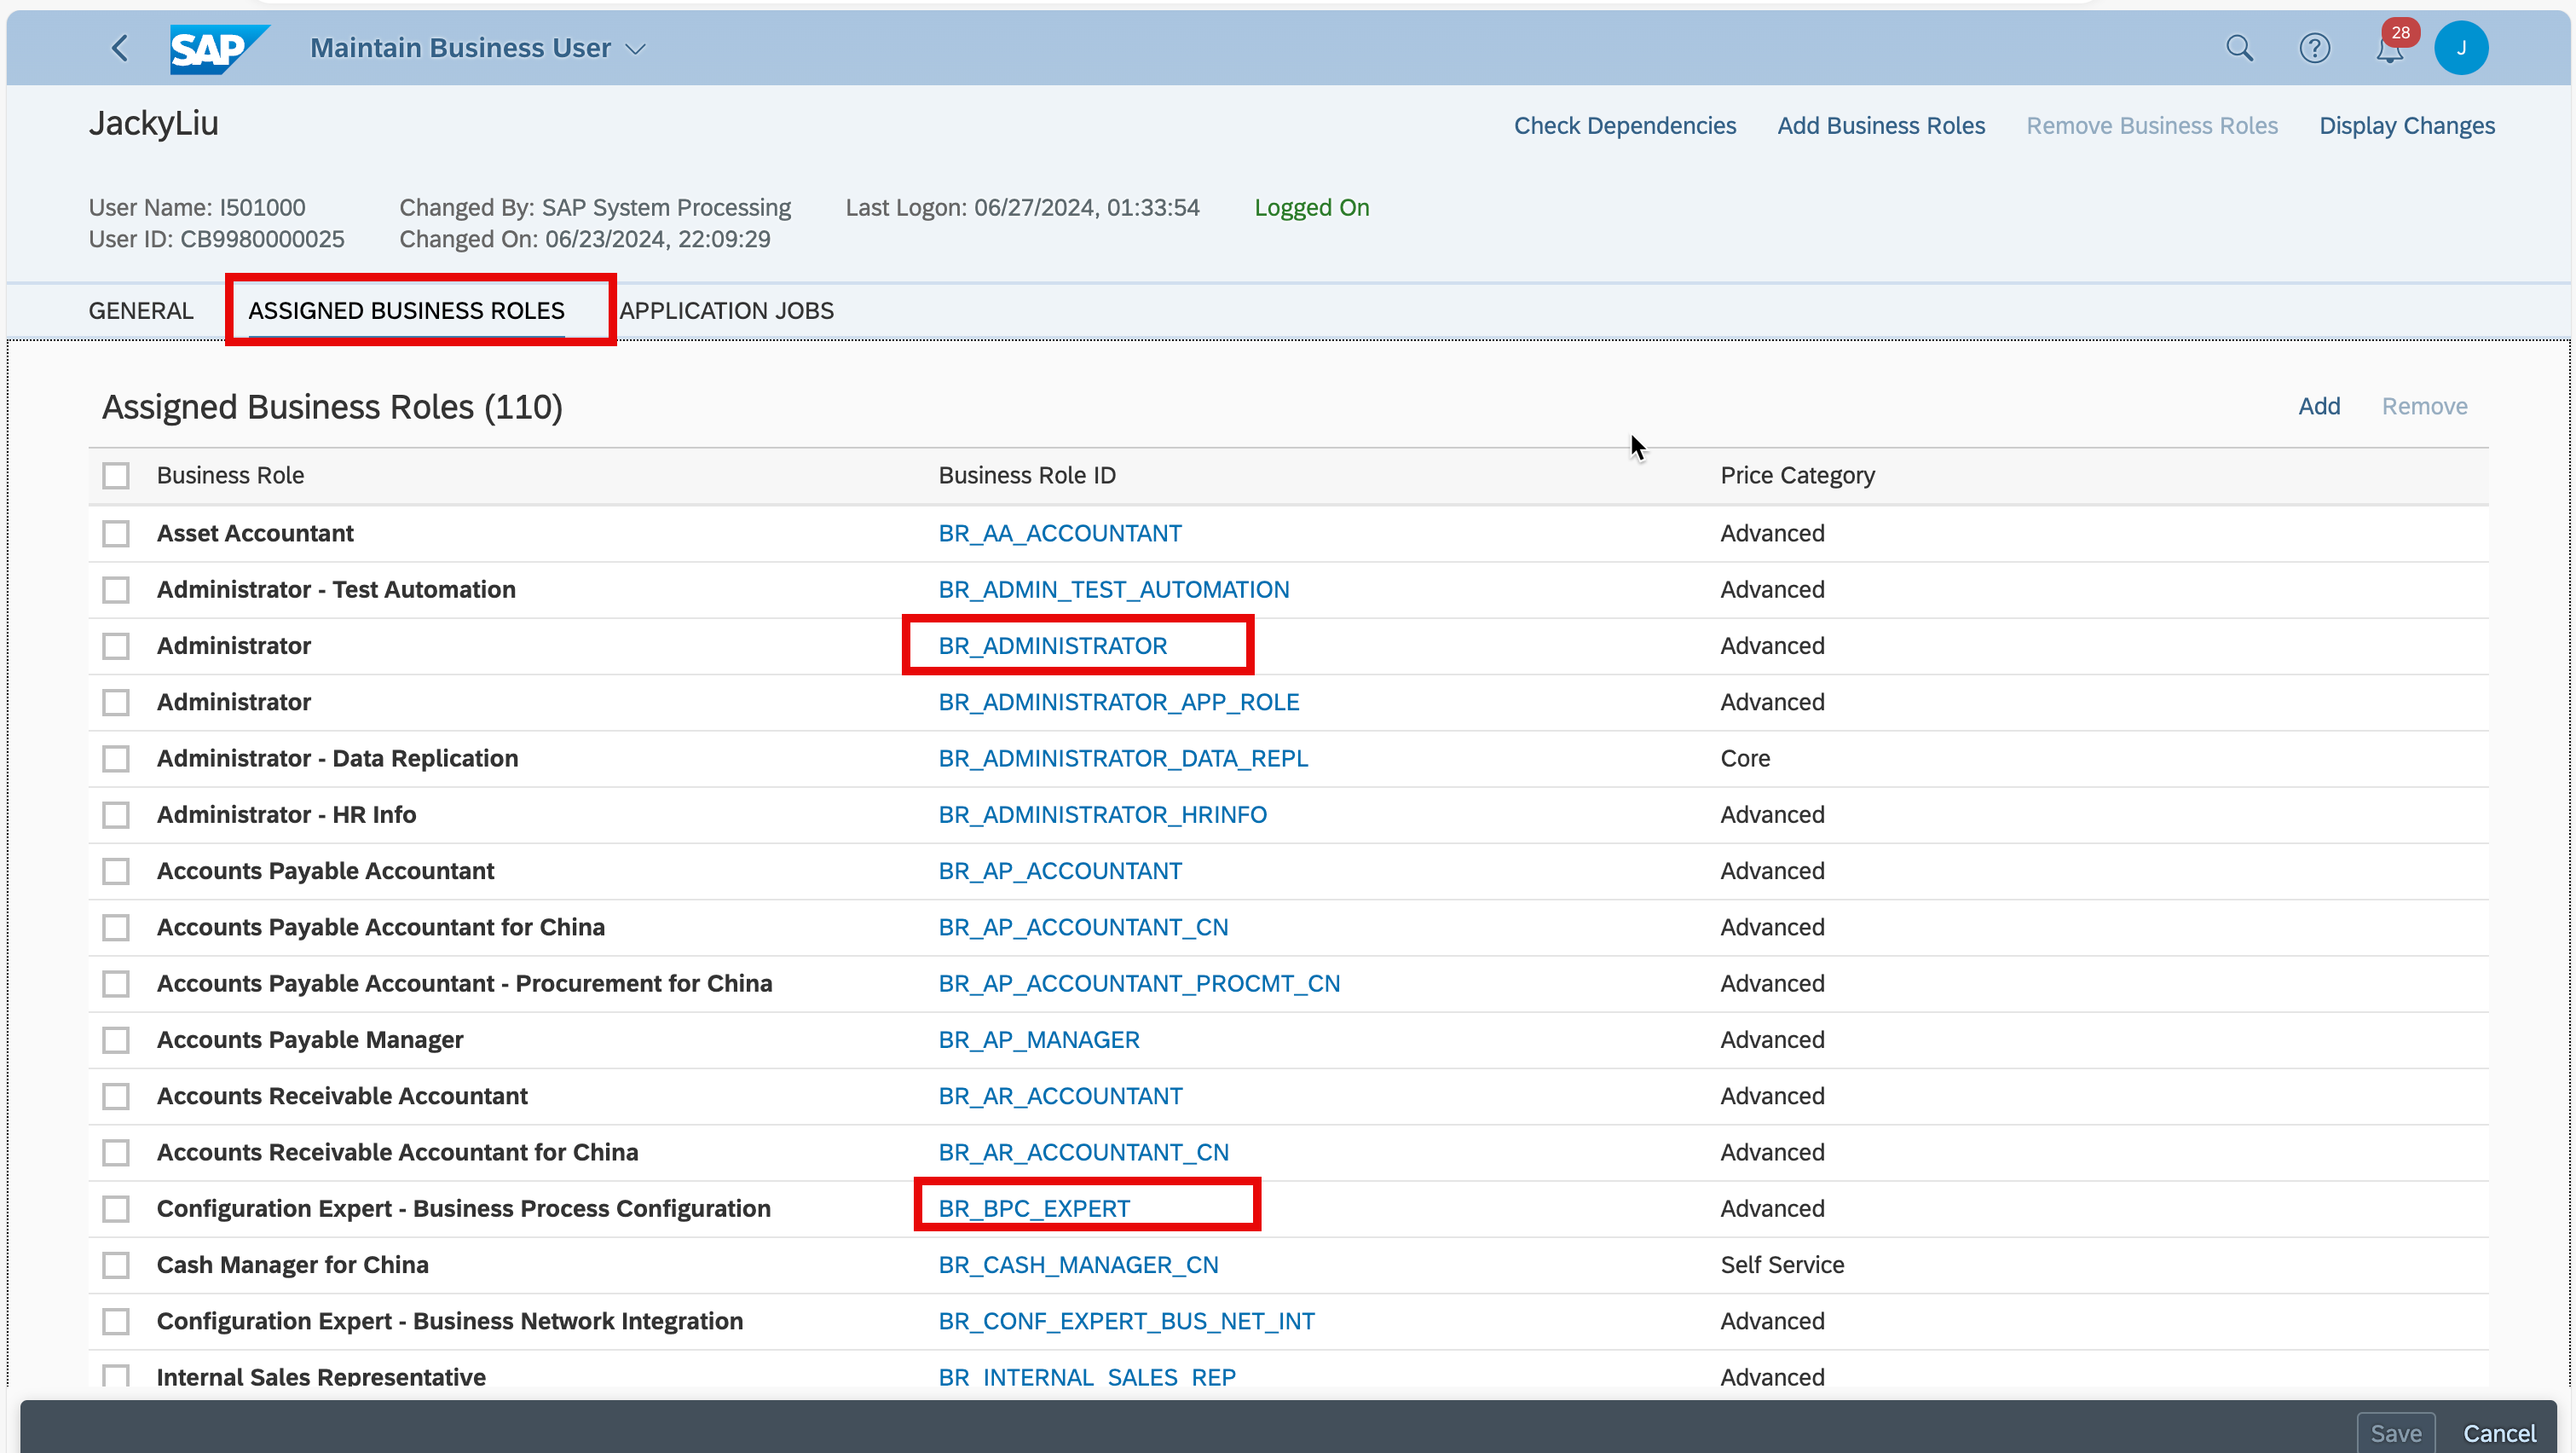 SAP Maintain Business User 28 J
JackyLiu Check Dependencies Add Business Roles Remove Business Roles Display Changes
User Name: I501000 Changed By: SAP System Processing Last Logon: 06/27/2024, 01:33:54 Logged On
User ID: CB9980000025 Changed On: 06/23/2024, 22:09:29
GENERAL ASSIGNED BUSINESS ROLES APPLICATION JOBS
Assigned Business Roles (110) Add Remove
Business Role Business Role ID Price Category
Asset Accountant BR_AA_ACCOUNTANT Advanced
Administrator - Test Automation BR_ADMIN_TEST_AUTOMATION Advanced
Administrator BR_ADMINISTRATOR Advanced
Administrator BR_ADMINISTRATOR_APP_ROLE Advanced
Administrator - Data Replication BR_ADMINISTRATOR_DATA_REPL Core
Administrator - HR Info BR_ADMINISTRATOR_HRINFO Advanced
Accounts Payable Accountant BR_AP_ACCOUNTANT Advanced
Accounts Payable Accountant for China BR_AP_ACCOUNTANT_CN Advanced
Accounts Payable Accountant - Procurement for China BR_AP_ACCOUNTANT_PROCMT_CN Advanced
Accounts Payable Manager BR_AP_MANAGER Advanced
Accounts Receivable Accountant BR_AR_ACCOUNTANT Advanced
Accounts Receivable Accountant for China BR_AR_ACCOUNTANT_CN Advanced
Configuration Expert - Business Process Configuration BR_BPC_EXPERT Advanced
Cash Manager for China BR_CASH_MANAGER_CN Self Service
Configuration Expert - Business Network Integration BR_CONF_EXPERT_BUS_NET_INT Advanced
Internal Sales Representative BR_INTERNAL_SALES_REP Advanced
Save Cancel